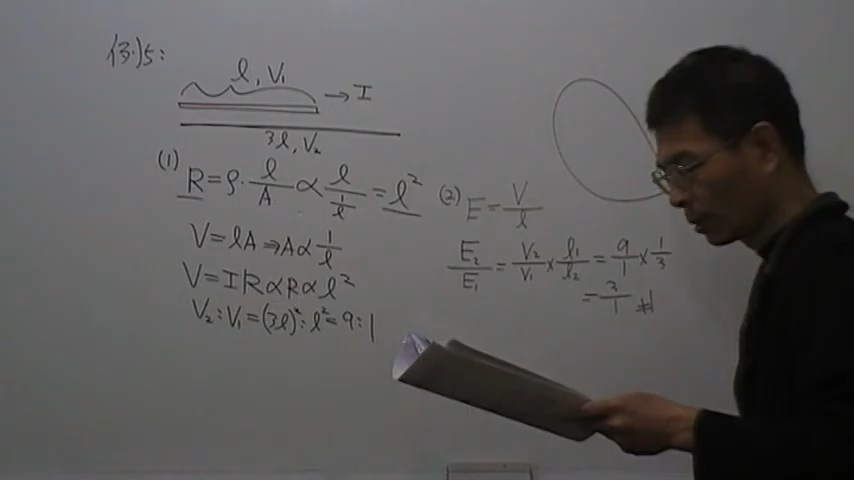 例5:
l, V₁
→ I
3l, V₂
(1) R = ρ · l/A ∝ l/(1/l) = l²
V = lA ⇒ A ∝ 1/l
V = IR ∝ R ∝ l²
V₂ : V₁ = (3l)² : l² = 9 : 1
(2) E = V/l
E₂/E₁ = V₂/V₁ × l₁/l₂ = 9/1 × 1/3
= 3/1 #